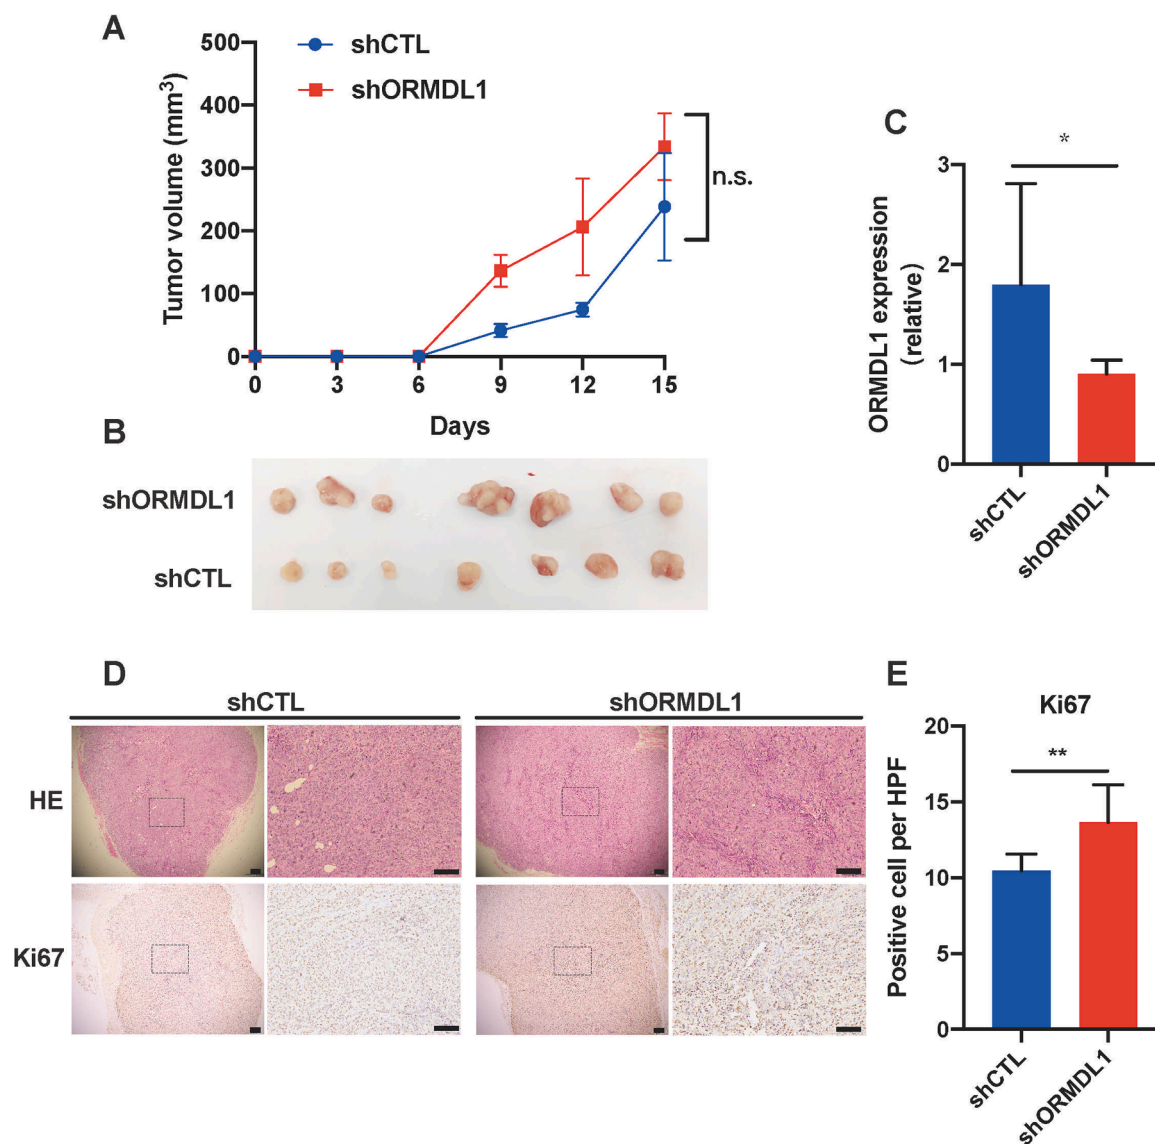 A
500
400
300
200
100
0
Tumor volume (mm³)
shCTL
shORMDL1
n.s.
0 3 6 9 12 15
Days
B
shORMDL1
shCTL
C
*
3
2
1
0
ORMDL1 expression
(relative)
shCTL
shORMDL1
D
shCTL shORMDL1
HE
Ki67
E
Ki67
**
20
15
10
5
0
Positive cell per HPF
shCTL
shORMDL1